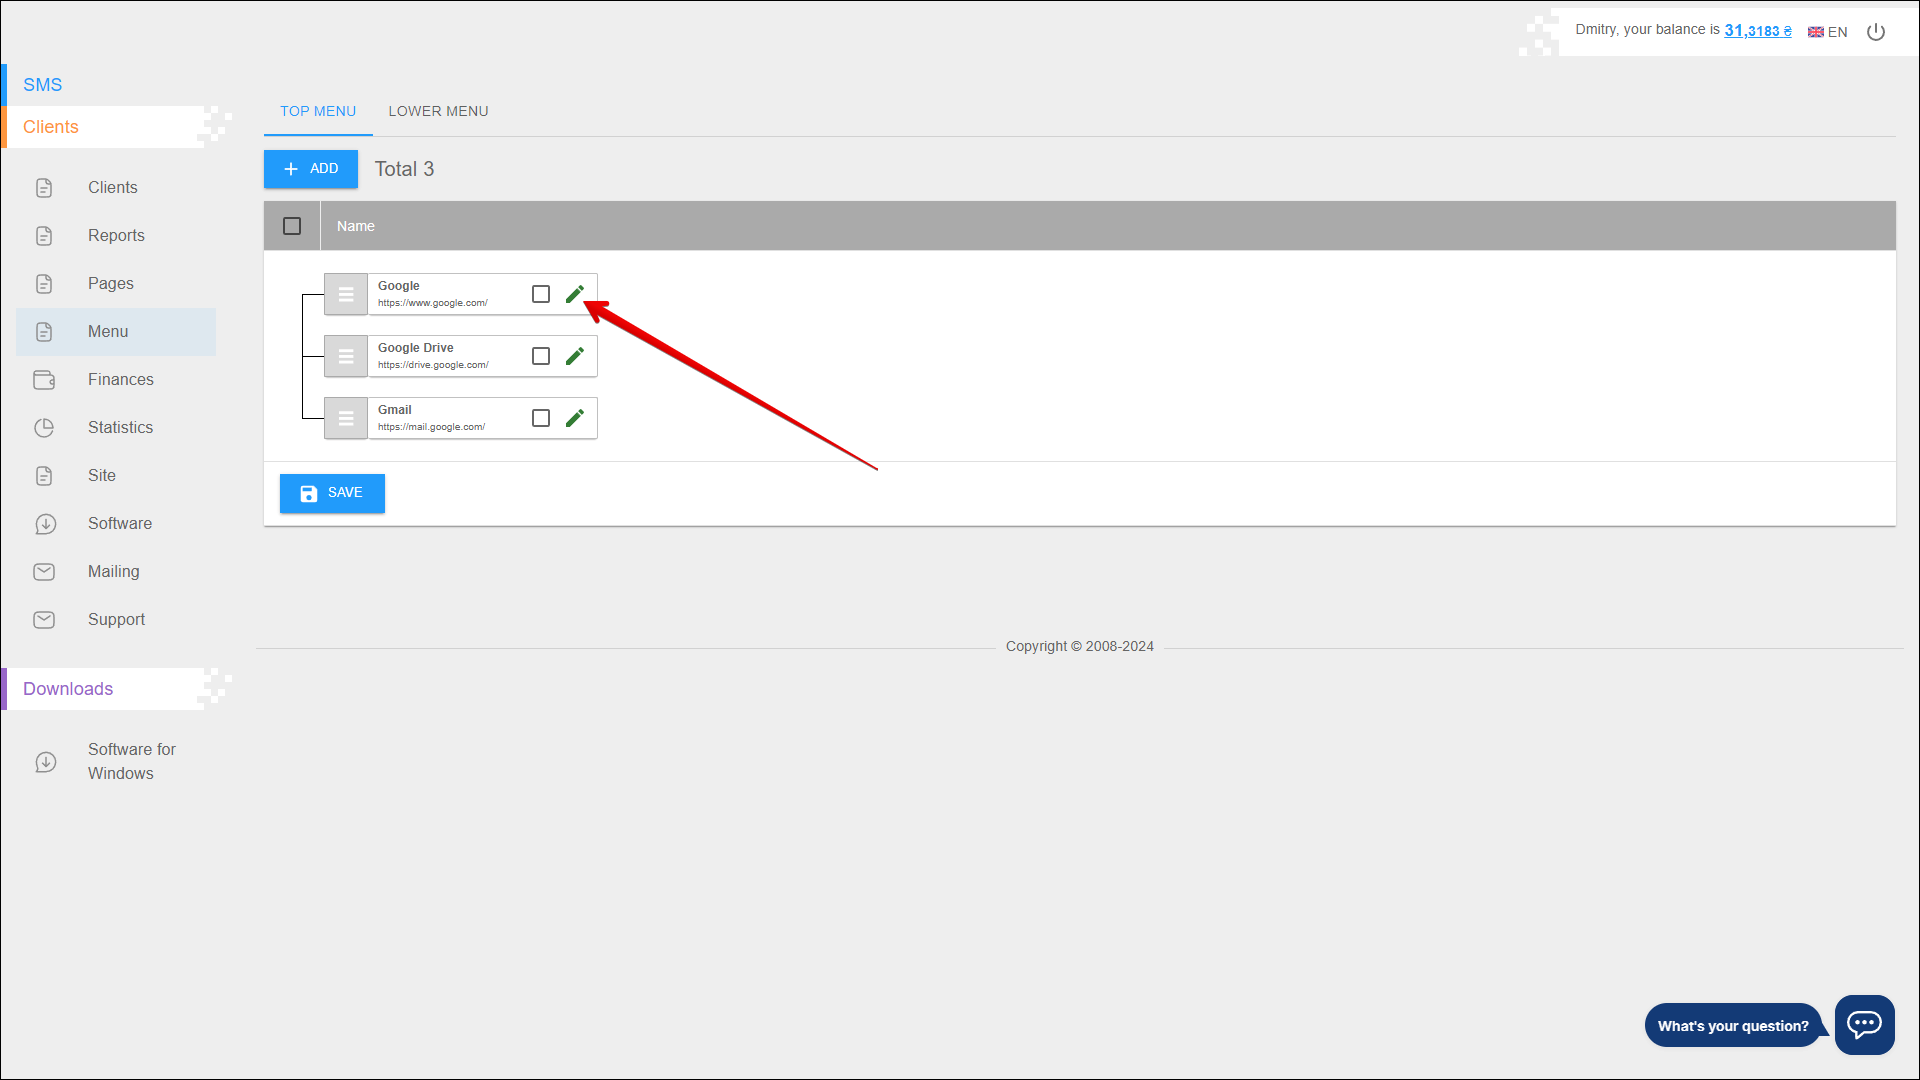 Dmitry, your balance is 31,3183 ₴
EN
SMS
Clients
Clients
Reports
Pages
Menu
Finances
Statistics
Site
Software
Mailing
Support
Downloads
Software for
Windows
TOP MENU
LOWER MENU
ADD
Total 3
Name
Google
https://www.google.com/
Google Drive
https://drive.google.com/
Gmail
https://mail.google.com/
SAVE
Copyright © 2008-2024
What's your question?